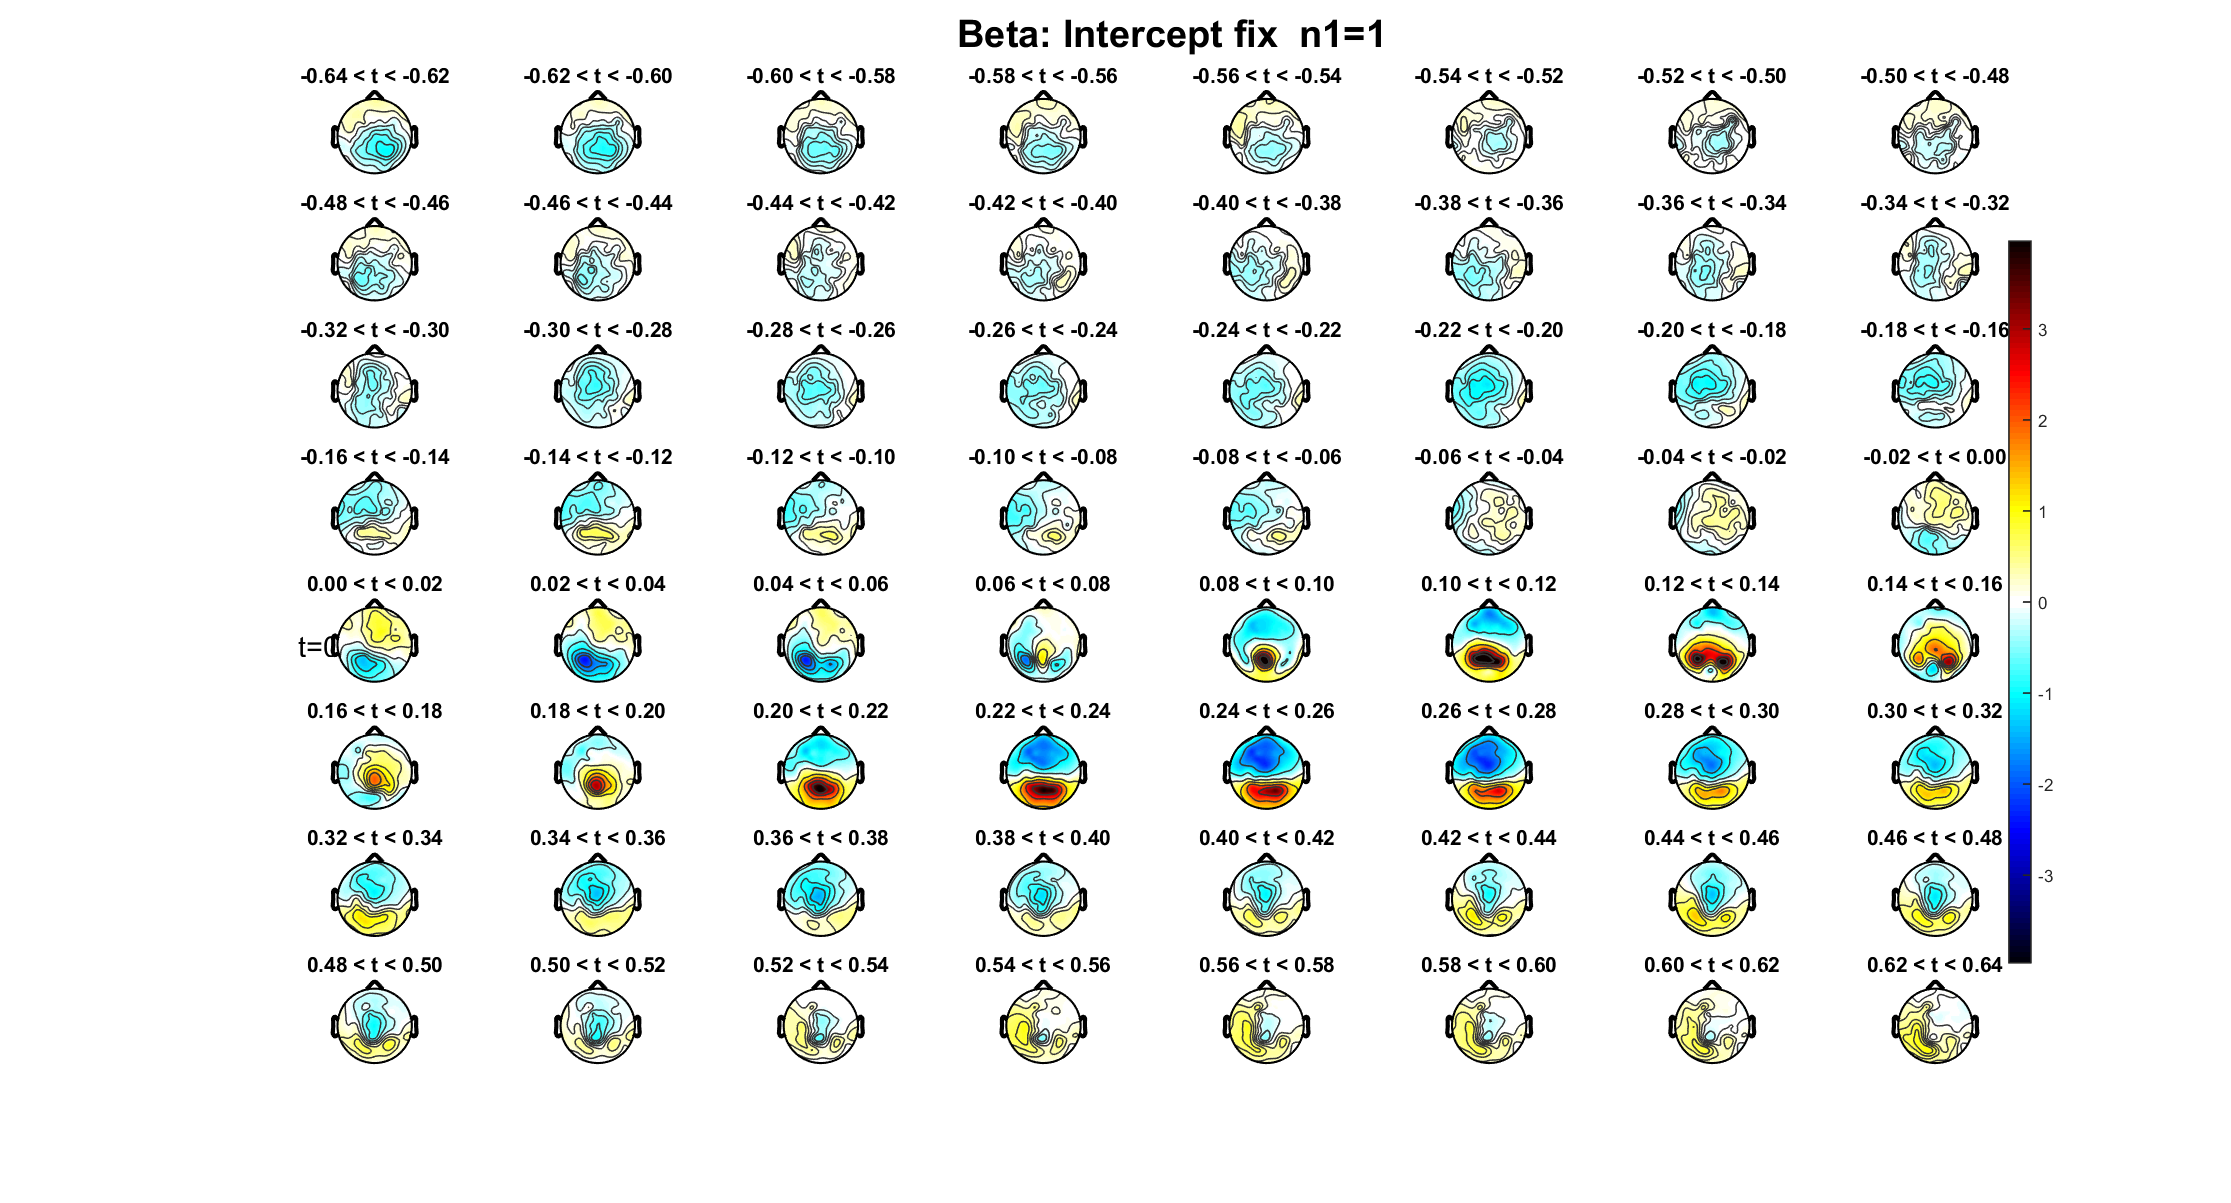 Beta: Intercept fix  n1=1
-0.64 < t < -0.62 -0.62 < t < -0.60 -0.60 < t < -0.58 -0.58 < t < -0.56 -0.56 < t < -0.54 -0.54 < t < -0.52 -0.52 < t < -0.50 -0.50 < t < -0.48
-0.48 < t < -0.46 -0.46 < t < -0.44 -0.44 < t < -0.42 -0.42 < t < -0.40 -0.40 < t < -0.38 -0.38 < t < -0.36 -0.36 < t < -0.34 -0.34 < t < -0.32
-0.32 < t < -0.30 -0.30 < t < -0.28 -0.28 < t < -0.26 -0.26 < t < -0.24 -0.24 < t < -0.22 -0.22 < t < -0.20 -0.20 < t < -0.18 -0.18 < t < -0.16
-0.16 < t < -0.14 -0.14 < t < -0.12 -0.12 < t < -0.10 -0.10 < t < -0.08 -0.08 < t < -0.06 -0.06 < t < -0.04 -0.04 < t < -0.02 -0.02 < t < 0.00
0.00 < t < 0.02 0.02 < t < 0.04 0.04 < t < 0.06 0.06 < t < 0.08 0.08 < t < 0.10 0.10 < t < 0.12 0.12 < t < 0.14 0.14 < t < 0.16
t=0
0.16 < t < 0.18 0.18 < t < 0.20 0.20 < t < 0.22 0.22 < t < 0.24 0.24 < t < 0.26 0.26 < t < 0.28 0.28 < t < 0.30 0.30 < t < 0.32
0.32 < t < 0.34 0.34 < t < 0.36 0.36 < t < 0.38 0.38 < t < 0.40 0.40 < t < 0.42 0.42 < t < 0.44 0.44 < t < 0.46 0.46 < t < 0.48
0.48 < t < 0.50 0.50 < t < 0.52 0.52 < t < 0.54 0.54 < t < 0.56 0.56 < t < 0.58 0.58 < t < 0.60 0.60 < t < 0.62 0.62 < t < 0.64
3
2
1
0
-1
-2
-3